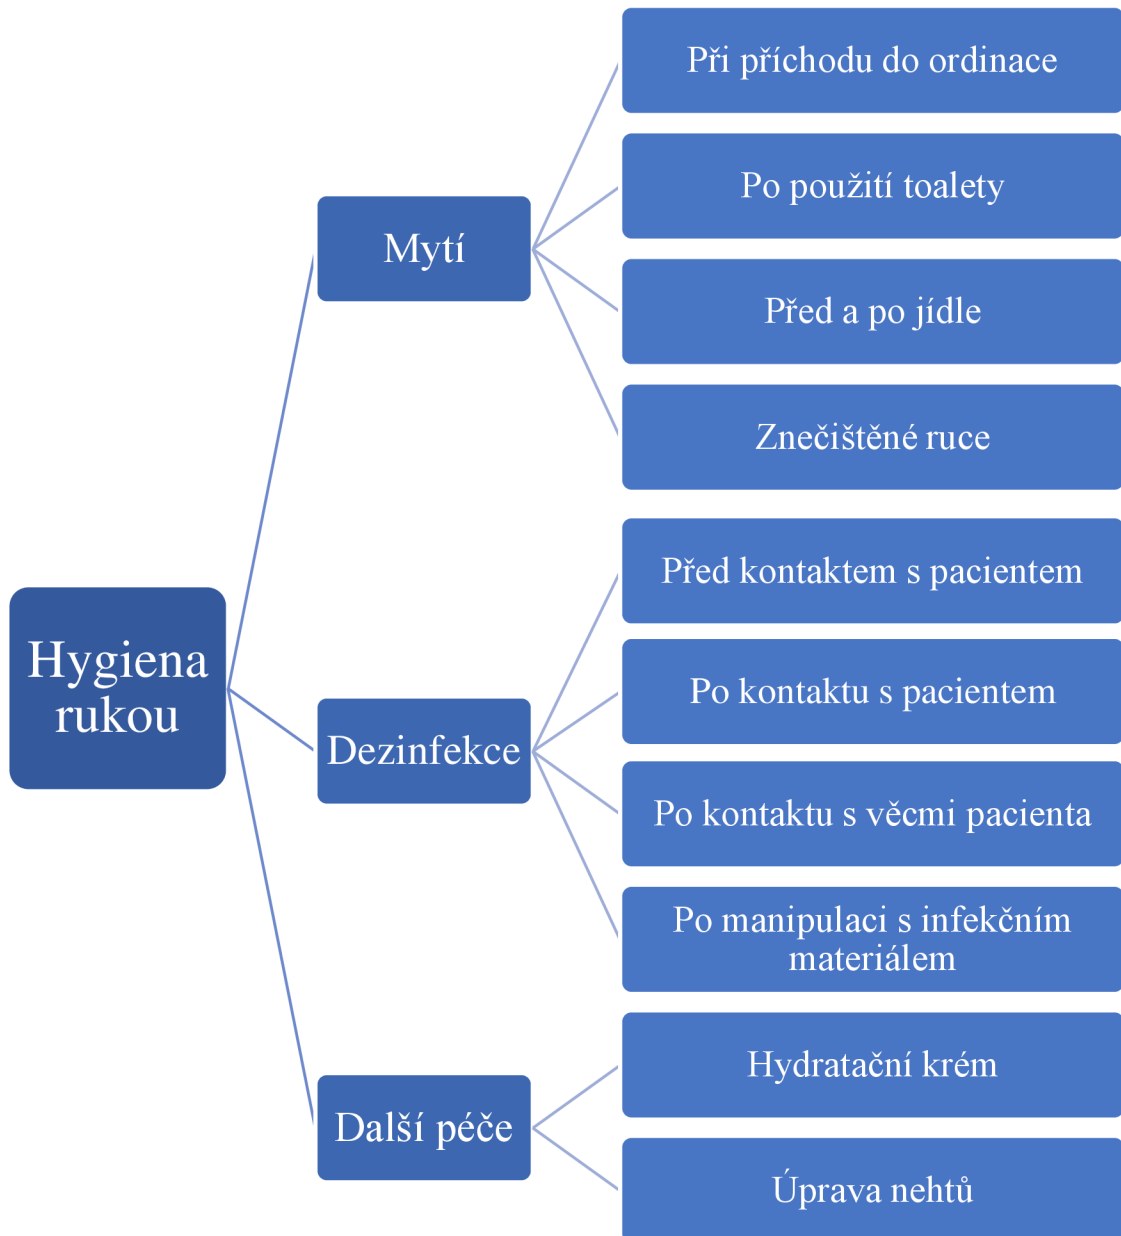 Hygiena
rukou
Mytí
Při příchodu do ordinace
Po použití toalety
Před a po jídle
Znečištěné ruce
Dezinfekce
Před kontaktem s pacientem
Po kontaktu s pacientem
Po kontaktu s věcmi pacienta
Po manipulaci s infekčním
materiálem
Další péče
Hydratační krém
Úprava nehtů